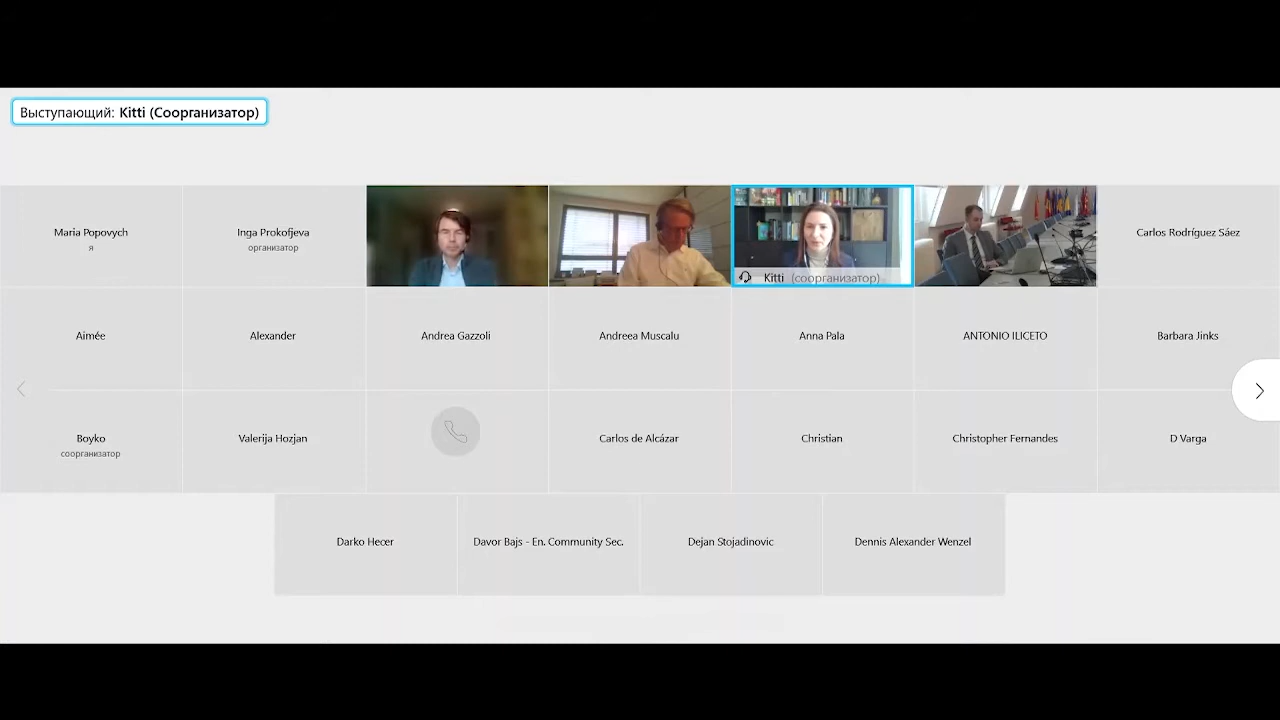 Выступающий: Kitti (Соорганизатор)
Maria Popovych
я
Inga Prokofjeva
организатор
Kitti (соорганизатор)
Carlos Rodríguez Sáez
Aimée
Alexander
Andrea Gazzoli
Andreea Muscalu
Anna Pala
ANTONIO ILICETO
Barbara Jinks
Boyko
соорганизатор
Valerija Hozjan
Carlos de Alcázar
Christian
Christopher Fernandes
D Varga
Darko Hecer
Davor Bajs - En. Community Sec.
Dejan Stojadinovic
Dennis Alexander Wenzel